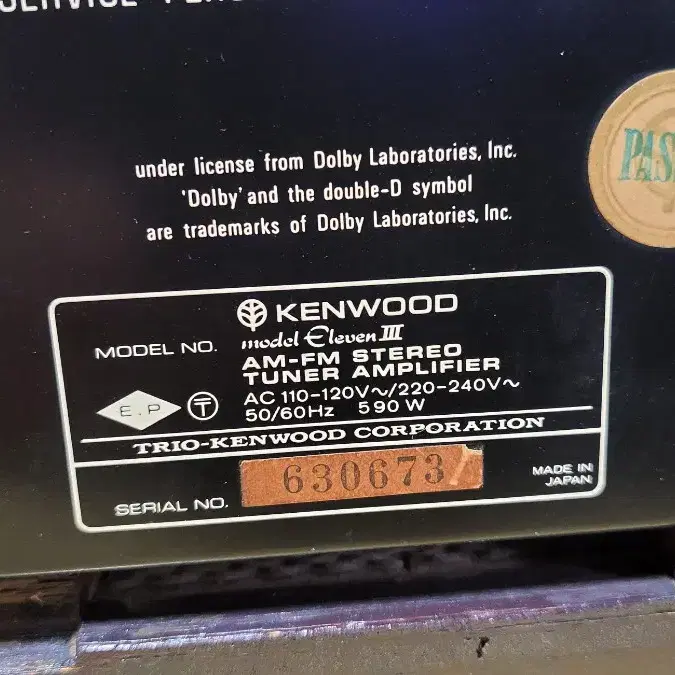 SERVICE
under license from Dolby Laboratories, Inc.
'Dolby' and the double-D symbol
are trademarks of Dolby Laboratories, Inc.
KENWOOD
MODEL NO. model Eleven III
AM-FM STEREO
TUNER AMPLIFIER
E.P T AC 110-120V~/220-240V~
50/60Hz 590W
TRIO-KENWOOD CORPORATION
SERIAL NO. 630673
MADE IN
JAPAN